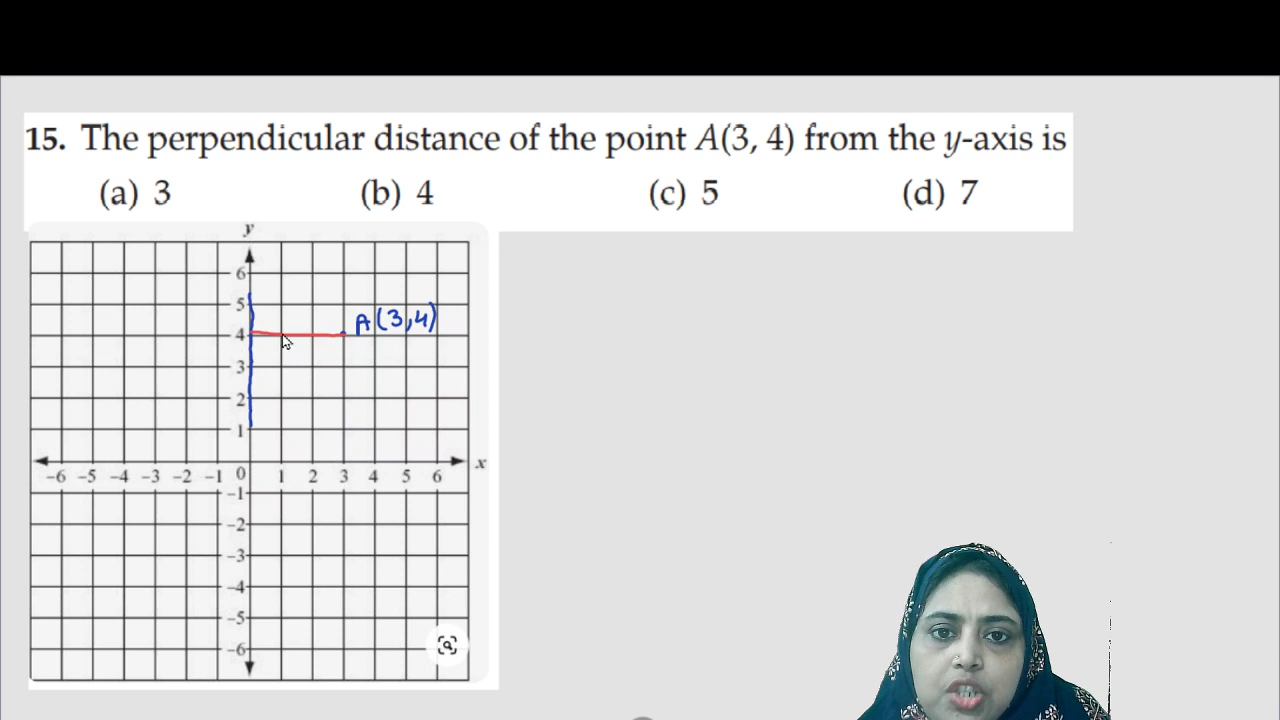 15. The perpendicular distance of the point A(3, 4) from the y-axis is
(a) 3 (b) 4 (c) 5 (d) 7
y
6
5
A(3,4)
4
3
2
1
x
-6 -5 -4 -3 -2 -1 0 1 2 3 4 5 6
-1
-2
-3
-4
-5
-6